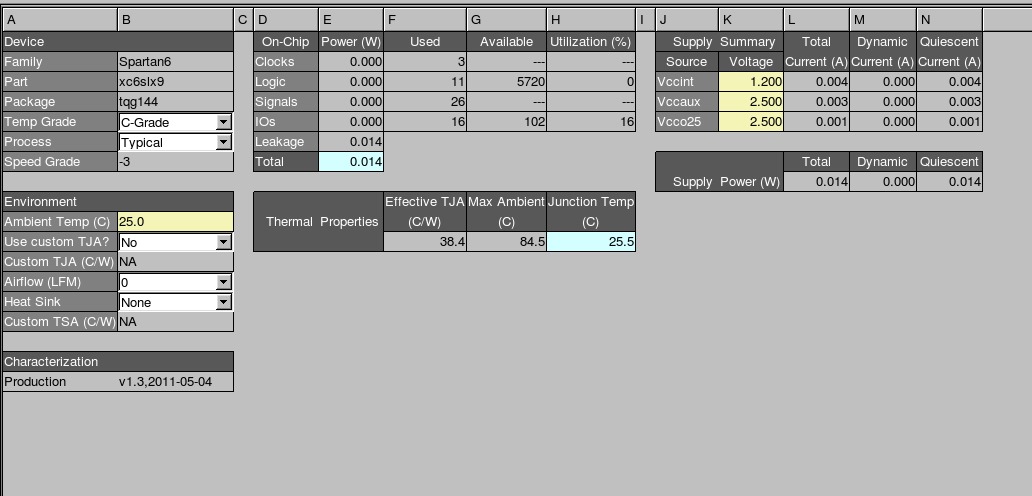 A B C D E F G H I J K L M N
Device
Family Spartan6
Part xc6slx9
Package tqg144
Temp Grade C-Grade
Process Typical
Speed Grade -3
Environment
Ambient Temp (C) 25.0
Use custom TJA? No
Custom TJA (C/W) NA
Airflow (LFM) 0
Heat Sink None
Custom TSA (C/W) NA
Characterization
Production v1.3,2011-05-04
On-Chip Power (W) Used Available Utilization (%)
Clocks 0.000 3 --- ---
Logic 0.000 11 5720 0
Signals 0.000 26 --- ---
IOs 0.000 16 102 16
Leakage 0.014
Total 0.014
Effective TJA Max Ambient Junction Temp
Thermal Properties (C/W) (C) (C)
38.4 84.5 25.5
Supply Summary Total Dynamic Quiescent
Source Voltage Current (A) Current (A) Current (A)
Vccint 1.200 0.004 0.000 0.004
Vccaux 2.500 0.003 0.000 0.003
Vcco25 2.500 0.001 0.000 0.001
Total Dynamic Quiescent
Supply Power (W) 0.014 0.000 0.014